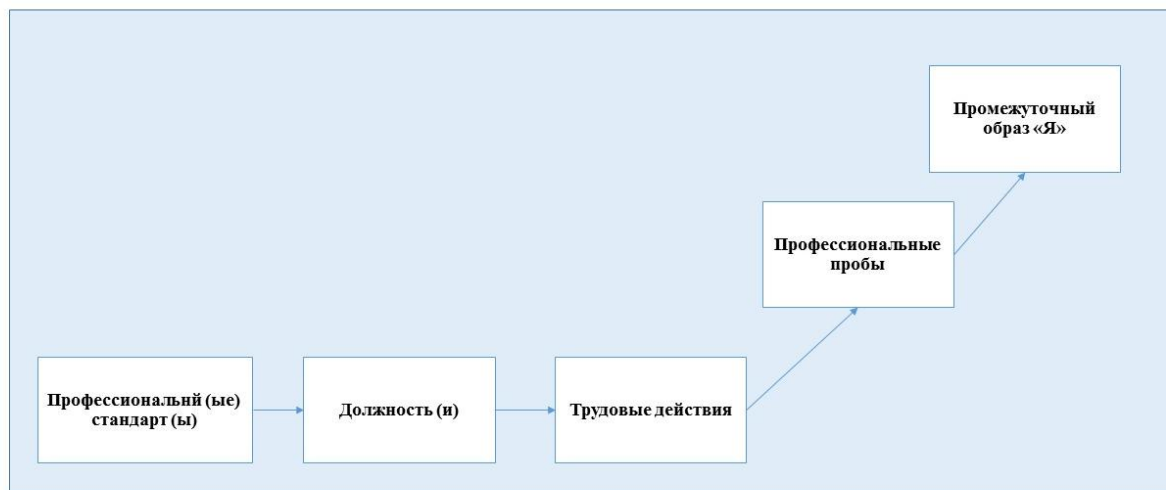 Промежуточный
образ «Я»
Профессиональные
пробы
Профессиональнй (ые)
стандарт (ы)
Должность (и)
Трудовые действия